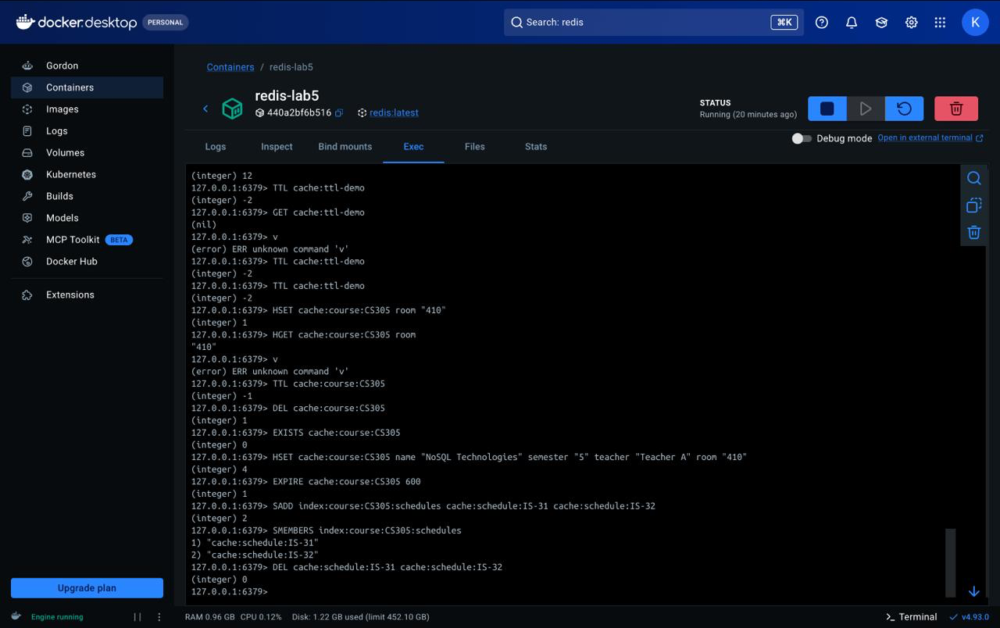 docker.desktop PERSONAL
Search: redis ⌘K
K
Gordon
Containers
Images
Logs
Volumes
Kubernetes
Builds
Models
MCP Toolkit BETA
Docker Hub
Extensions
Upgrade plan
Containers / redis-lab5
redis-lab5
440a2bf6b516 redis:latest
STATUS
Running (20 minutes ago)
Logs Inspect Bind mounts Exec Files Stats
Debug mode Open in external terminal
(integer) 12
127.0.0.1:6379> TTL cache:ttl-demo
(integer) -2
127.0.0.1:6379> GET cache:ttl-demo
(nil)
127.0.0.1:6379> v
(error) ERR unknown command 'v'
127.0.0.1:6379> TTL cache:ttl-demo
(integer) -2
127.0.0.1:6379> TTL cache:ttl-demo
(integer) -2
127.0.0.1:6379> HSET cache:course:CS305 room "410"
(integer) 1
127.0.0.1:6379> HGET cache:course:CS305 room
"410"
127.0.0.1:6379> v
(error) ERR unknown command 'v'
127.0.0.1:6379> TTL cache:course:CS305
(integer) -1
127.0.0.1:6379> DEL cache:course:CS305
(integer) 1
127.0.0.1:6379> EXISTS cache:course:CS305
(integer) 0
127.0.0.1:6379> HSET cache:course:CS305 name "NoSQL Technologies" semester "5" teacher "Teacher A" room "410"
(integer) 4
127.0.0.1:6379> EXPIRE cache:course:CS305 600
(integer) 1
127.0.0.1:6379> SADD index:course:CS305:schedules cache:schedule:IS-31 cache:schedule:IS-32
(integer) 2
127.0.0.1:6379> SMEMBERS index:course:CS305:schedules
1) "cache:schedule:IS-31"
2) "cache:schedule:IS-32"
127.0.0.1:6379> DEL cache:schedule:IS-31 cache:schedule:IS-32
(integer) 0
127.0.0.1:6379>
Engine running
RAM 0.96 GB CPU 0.12% Disk: 1.22 GB used (limit 452.10 GB)
Terminal
v4.93.0